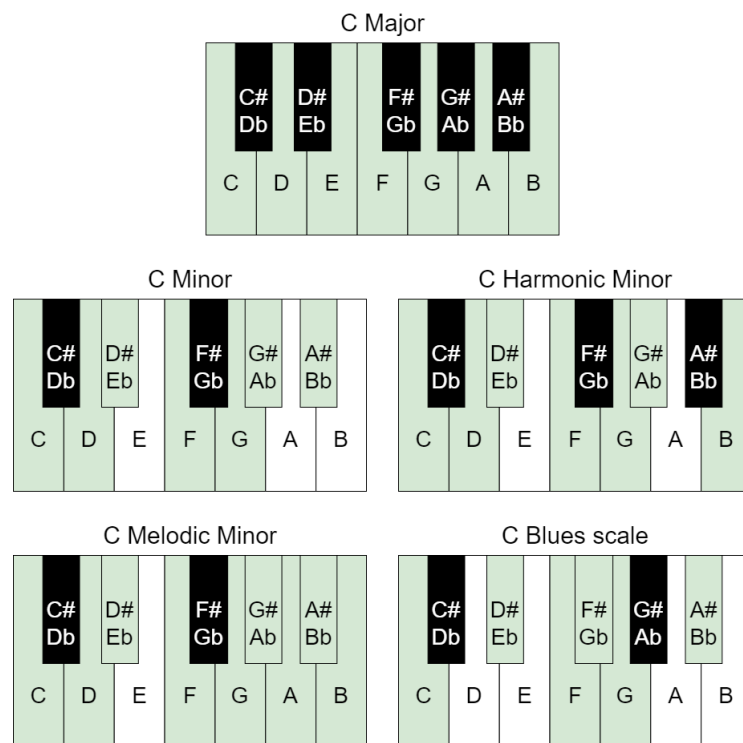 C Major
C# D# F# G# A#
Db Eb Gb Ab Bb
C D E F G A B
C Minor
C# D# F# G# A#
Db Eb Gb Ab Bb
C D E F G A B
C Harmonic Minor
C# D# F# G# A#
Db Eb Gb Ab Bb
C D E F G A B
C Melodic Minor
C# D# F# G# A#
Db Eb Gb Ab Bb
C D E F G A B
C Blues scale
C# D# F# G# A#
Db Eb Gb Ab Bb
C D E F G A B